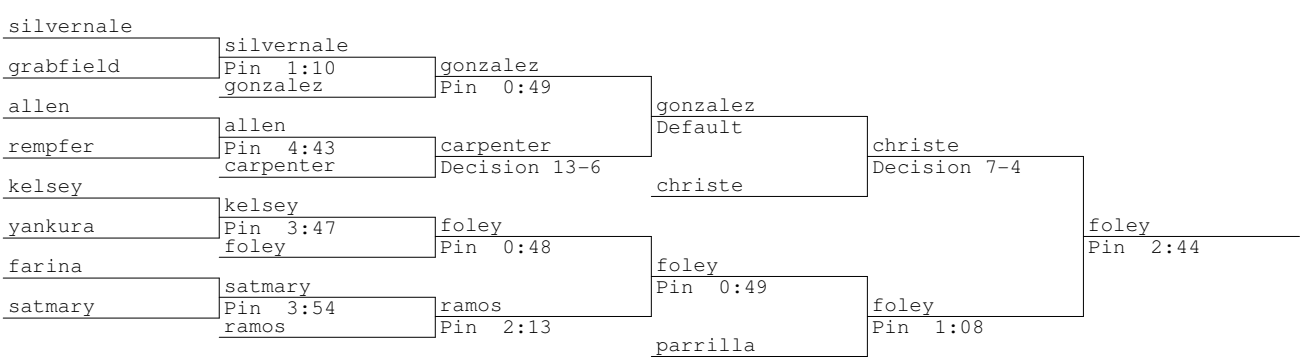 silvernale
silvernale
grabfield
Pin 1:10
gonzalez
gonzalez
Pin 0:49
allen
gonzalez
allen
Default
rempfer
Pin 4:43
carpenter
christe
carpenter
Decision 13-6
Decision 7-4
kelsey
christe
kelsey
yankura
Pin 3:47
foley
foley
foley
Pin 0:48
Pin 2:44
farina
foley
satmary
Pin 0:49
satmary
Pin 3:54
ramos
foley
ramos
Pin 2:13
Pin 1:08
parrilla